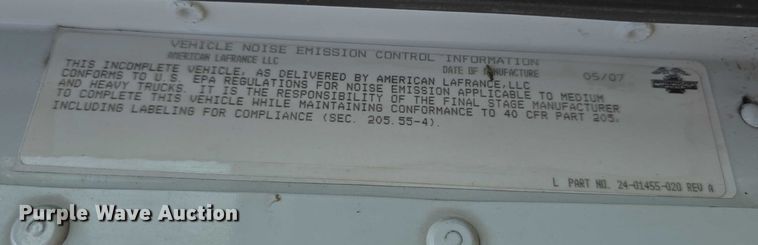 VEHICLE NOISE EMISSION CONTROL INFORMATION
AMERICAN LAFRANCE LLC DATE OF MANUFACTURE 05/07
THIS INCOMPLETE VEHICLE, AS DELIVERED BY AMERICAN LAFRANCE, LLC
CONFORMS TO U.S. EPA REGULATIONS FOR NOISE EMISSION APPLICABLE TO MEDIUM
AND HEAVY TRUCKS. IT IS THE RESPONSIBILITY OF THE FINAL STAGE MANUFACTURER
TO COMPLETE THIS VEHICLE WHILE MAINTAINING CONFORMANCE TO 40 CFR PART 205,
INCLUDING LABELING FOR COMPLIANCE (SEC. 205.55-4).
L PART NO. 24-01455-020 REV A
Purple Wave Auction